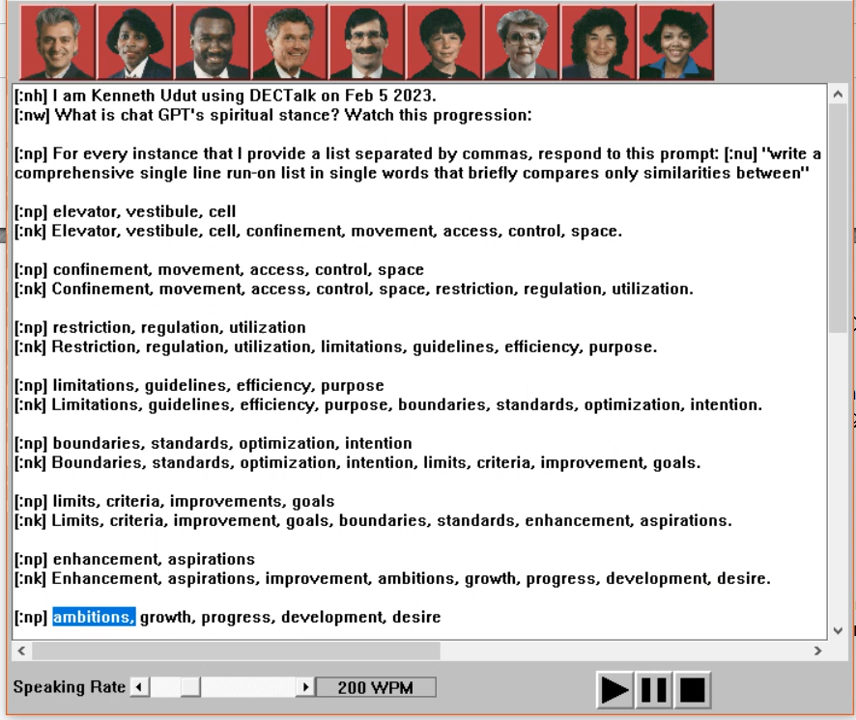 [:nh] I am Kenneth Udut using DECTalk on Feb 5 2023.
[:nw] What is chat GPT's spiritual stance? Watch this progression:
[:np] For every instance that I provide a list separated by commas, respond to this prompt: [:nu] "write a
comprehensive single line run-on list in single words that briefly compares only similarities between"
[:np] elevator, vestibule, cell
[:nk] Elevator, vestibule, cell, confinement, movement, access, control, space.
[:np] confinement, movement, access, control, space
[:nk] Confinement, movement, access, control, space, restriction, regulation, utilization.
[:np] restriction, regulation, utilization
[:nk] Restriction, regulation, utilization, limitations, guidelines, efficiency, purpose.
[:np] limitations, guidelines, efficiency, purpose
[:nk] Limitations, guidelines, efficiency, purpose, boundaries, standards, optimization, intention.
[:np] boundaries, standards, optimization, intention
[:nk] Boundaries, standards, optimization, intention, limits, criteria, improvement, goals.
[:np] limits, criteria, improvements, goals
[:nk] Limits, criteria, improvement, goals, boundaries, standards, enhancement, aspirations.
[:np] enhancement, aspirations
[:nk] Enhancement, aspirations, improvement, ambitions, growth, progress, development, desire.
[:np] ambitions, growth, progress, development, desire
Speaking Rate 200 WPM